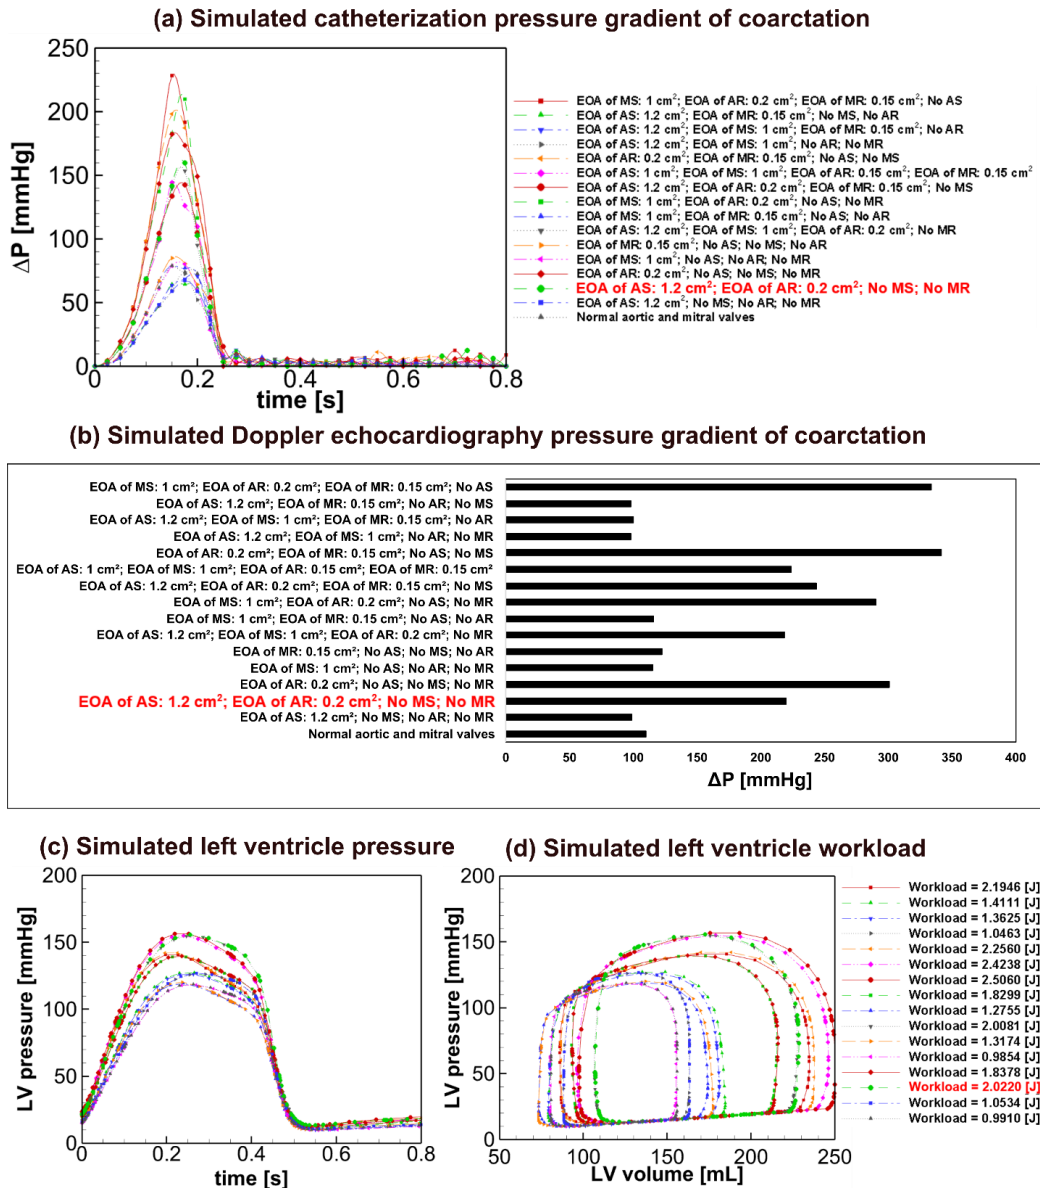 (a) Simulated catheterization pressure gradient of coarctation
250
200
150
100
50
0
ΔP [mmHg]
0
0.2
0.4
0.6
0.8
time [s]
EOA of MS: 1 cm²; EOA of AR: 0.2 cm²; EOA of MR: 0.15 cm²; No AS
EOA of AS: 1.2 cm²; EOA of MR: 0.15 cm²; No MS, No AR
EOA of AS: 1.2 cm²; EOA of MS: 1 cm²; EOA of MR: 0.15 cm²; No AR
EOA of AS: 1.2 cm²; EOA of MS: 1 cm²; No AR; No MR
EOA of AR: 0.2 cm²; EOA of MR: 0.15 cm²; No AS; No MS
EOA of AS: 1 cm²; EOA of MS: 1 cm²; EOA of AR: 0.15 cm²; EOA of MR: 0.15 cm²
EOA of AS: 1.2 cm²; EOA of AR: 0.2 cm²; EOA of MR: 0.15 cm²; No MS
EOA of MS: 1 cm²; EOA of AR: 0.2 cm²; No AS; No MR
EOA of MS: 1 cm²; EOA of MR: 0.15 cm²; No AS; No AR
EOA of AS: 1.2 cm²; EOA of MS: 1 cm²; EOA of AR: 0.2 cm²; No MR
EOA of MR: 0.15 cm²; No AS; No MS; No AR
EOA of MS: 1 cm²; No AS; No AR; No MR
EOA of AR: 0.2 cm²; No AS; No MS; No MR
EOA of AS: 1.2 cm²; EOA of AR: 0.2 cm²; No MS; No MR
EOA of AS: 1.2 cm²; No MS; No AR; No MR
Normal aortic and mitral valves
(b) Simulated Doppler echocardiography pressure gradient of coarctation
EOA of MS: 1 cm²; EOA of AR: 0.2 cm²; EOA of MR: 0.15 cm²; No AS
EOA of AS: 1.2 cm²; EOA of MR: 0.15 cm²; No AR; No MS
EOA of AS: 1.2 cm²; EOA of MS: 1 cm²; EOA of MR: 0.15 cm²; No AR
EOA of AS: 1.2 cm²; EOA of MS: 1 cm²; No AR; No MR
EOA of AR: 0.2 cm²; EOA of MR: 0.15 cm²; No AS; No MS
EOA of AS: 1 cm²; EOA of MS: 1 cm²; EOA of AR: 0.15 cm²; EOA of MR: 0.15 cm²
EOA of AS: 1.2 cm²; EOA of AR: 0.2 cm²; EOA of MR: 0.15 cm²; No MS
EOA of MS: 1 cm²; EOA of AR: 0.2 cm²; No AS; No MR
EOA of MS: 1 cm²; EOA of MR: 0.15 cm²; No AS; No AR
EOA of AS: 1.2 cm²; EOA of MS: 1 cm²; EOA of AR: 0.2 cm²; No MR
EOA of MR: 0.15 cm²; No AS; No MS; No AR
EOA of MS: 1 cm²; No AS; No AR; No MR
EOA of AR: 0.2 cm²; No AS; No MS; No MR
EOA of AS: 1.2 cm²; EOA of AR: 0.2 cm²; No MS; No MR
EOA of AS: 1.2 cm²; No MS; No AR; No MR
Normal aortic and mitral valves
0 50 100 150 200 250 300 350 400
ΔP [mmHg]
(c) Simulated left ventricle pressure
200
150
100
50
0
LV pressure [mmHg]
0
0.2
0.4
0.6
0.8
time [s]
(d) Simulated left ventricle workload
200
150
100
50
0
LV pressure [mmHg]
50
100
150
200
250
LV volume [mL]
Workload = 2.1946 [J]
Workload = 1.4111 [J]
Workload = 1.3625 [J]
Workload = 1.0463 [J]
Workload = 2.2560 [J]
Workload = 2.4238 [J]
Workload = 2.5060 [J]
Workload = 1.8299 [J]
Workload = 1.2755 [J]
Workload = 2.0081 [J]
Workload = 1.3174 [J]
Workload = 0.9854 [J]
Workload = 1.8378 [J]
Workload = 2.0220 [J]
Workload = 1.0534 [J]
Workload = 0.9910 [J]